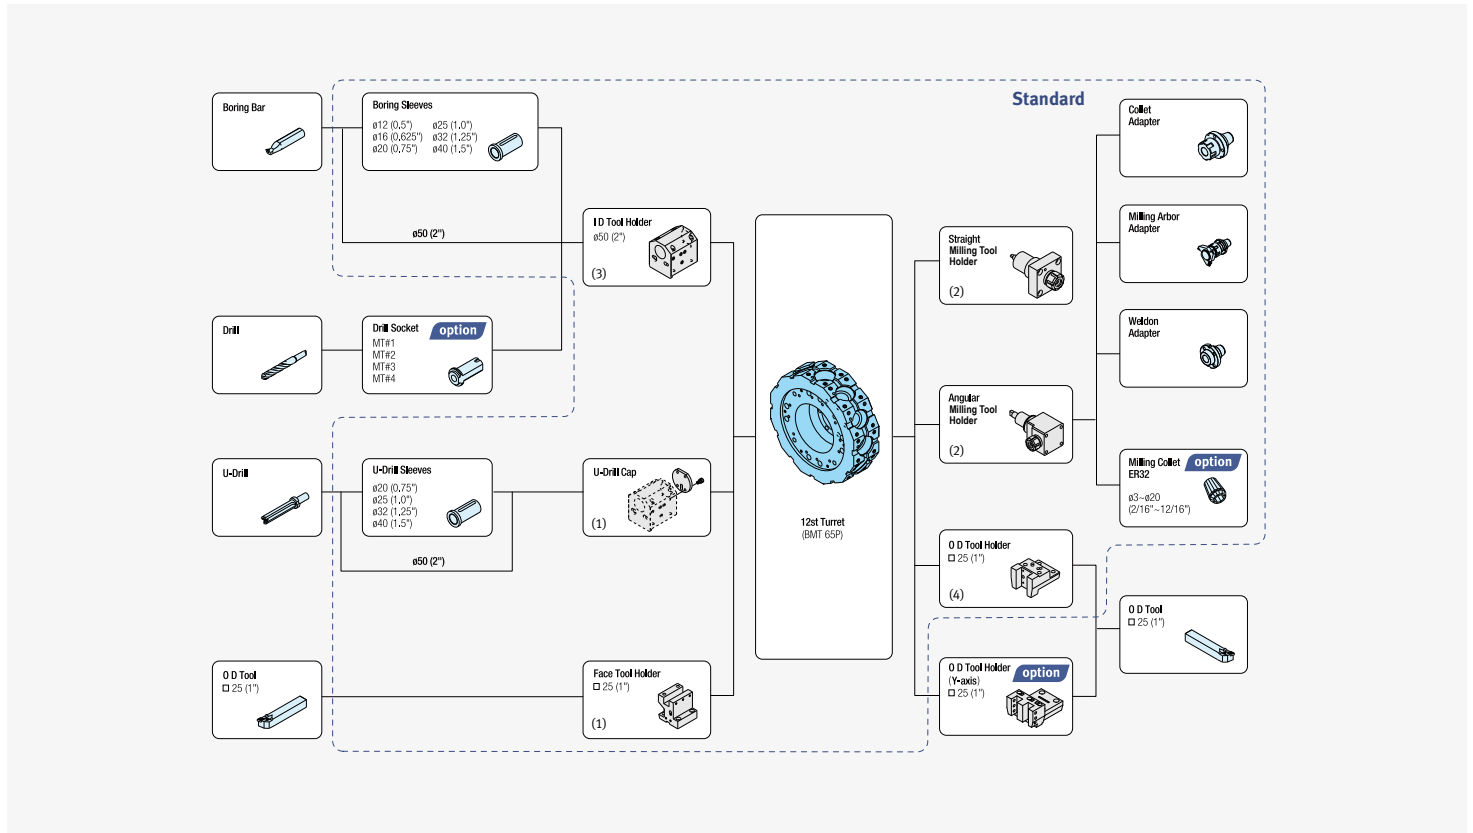 Standard
Boring Bar
Boring Sleeves
ø12 (0.5") ø25 (1.0")
ø16 (0.625") ø32 (1.25")
ø20 (0.75") ø40 (1.5")
ø50 (2")
I D Tool Holder
ø50 (2")
(3)
Drill
Drill Socket
option
MT#1
MT#2
MT#3
MT#4
U-Drill
U-Drill Sleeves
ø20 (0.75")
ø25 (1.0")
ø32 (1.25")
ø40 (1.5")
ø50 (2")
U-Drill Cap
(1)
O D Tool
□ 25 (1")
Face Tool Holder
□ 25 (1")
(1)
12st Turret
(BMT 65P)
Straight
Milling Tool
Holder
(2)
Angular
Milling Tool
Holder
(2)
O D Tool Holder
□ 25 (1")
(4)
O D Tool Holder
(Y-axis)
option
□ 25 (1")
Collet
Adapter
Milling Arbor
Adapter
Weldon
Adapter
Milling Collet
ER32
option
ø3~ø20
(2/16"~12/16")
O D Tool
□ 25 (1")